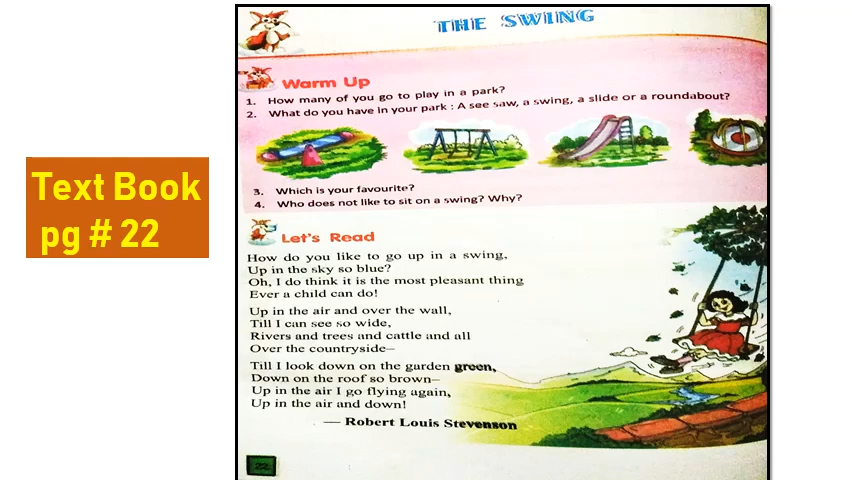 Text Book
pg # 22
THE SWING
Warm Up
1. How many of you go to play in a park?
2. What do you have in your park : A see saw, a swing, a slide or a roundabout?
3. Which is your favourite?
4. Who does not like to sit on a swing? Why?
Let's Read
How do you like to go up in a swing,
Up in the sky so blue?
Oh, I do think it is the most pleasant thing
Ever a child can do!
Up in the air and over the wall,
Till I can see so wide,
Rivers and trees and cattle and all
Over the countryside–
Till I look down on the garden green,
Down on the roof so brown–
Up in the air I go flying again,
Up in the air and down!
— Robert Louis Stevenson
22